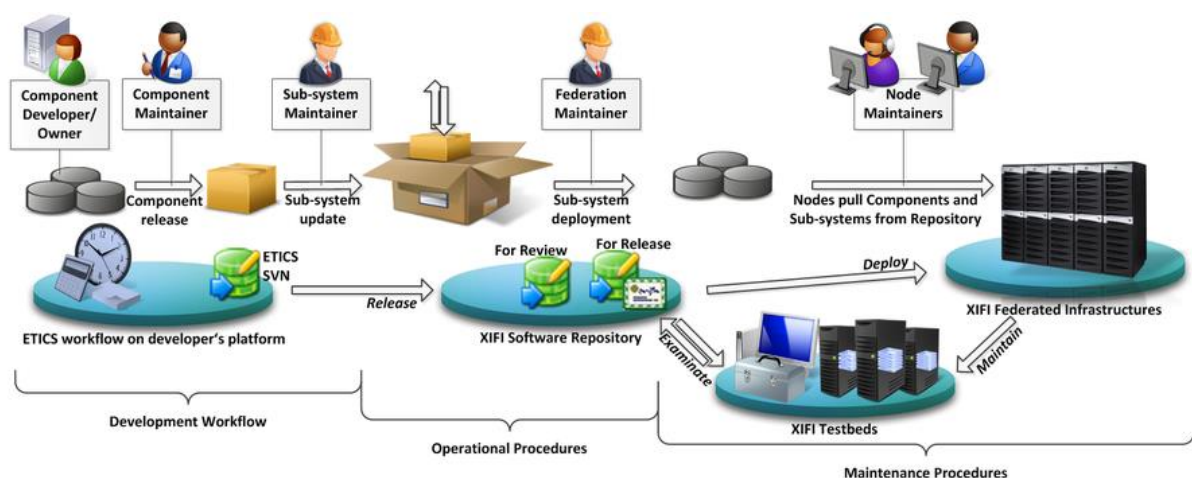 Component
Developer/
Owner
Component
Maintainer
Sub-system
Maintainer
Federation
Maintainer
Node
Maintainers
Component
release
Sub-system
update
Sub-system
deployment
Nodes pull Components and
Sub-systems from Repository
ETICS
SVN
For Review
For Release
Release
Deploy
ETICS workflow on developer's platform
XIFI Software Repository
XIFI Federated Infrastructures
Examinate
Maintain
XIFI Testbeds
Development Workflow
Operational Procedures
Maintenance Procedures